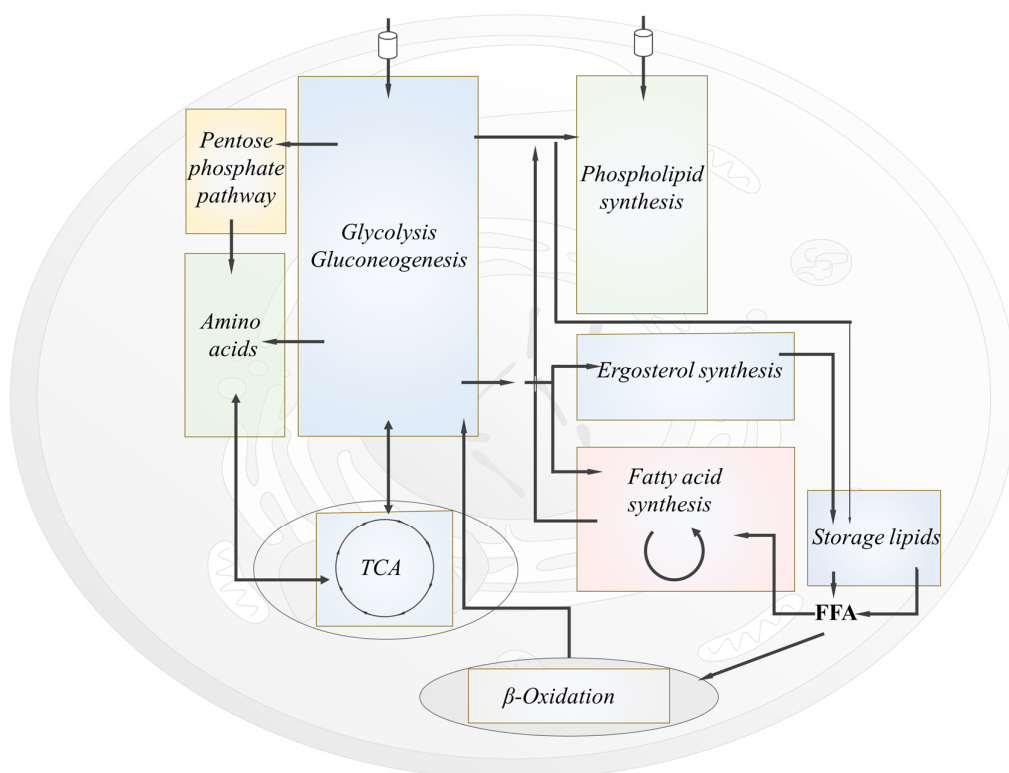 Pentose
phosphate
pathway
Glycolysis
Gluconeogenesis
Phospholipid
synthesis
Amino
acids
Ergosterol synthesis
Fatty acid
synthesis
Storage lipids
TCA
FFA
β-Oxidation